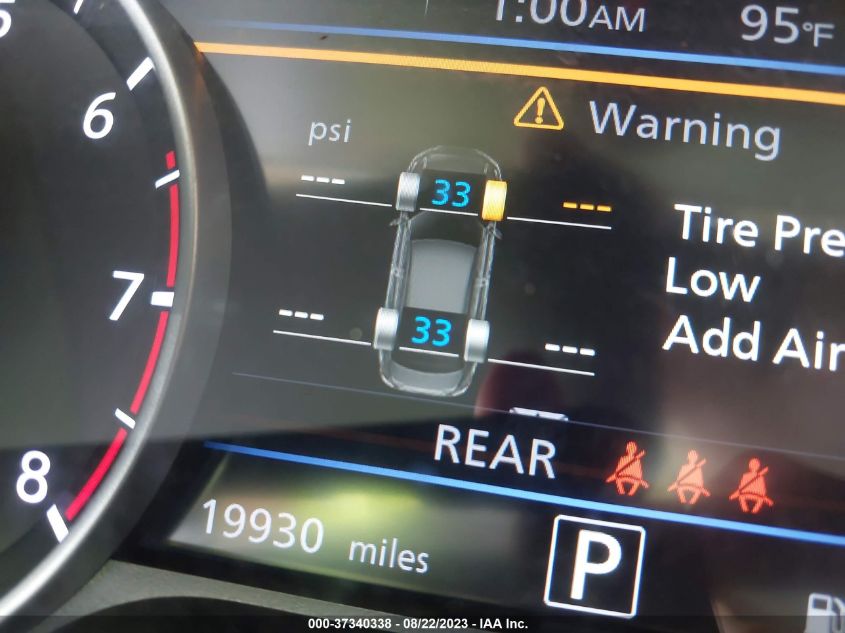 1:00AM 95°F
Warning
psi
6
--- 33 ---
Tire Pre
Low
7
--- 33 ---
Add Air
REAR
8
19930 miles
P
000-37340338 - 08/22/2023 - IAA Inc.